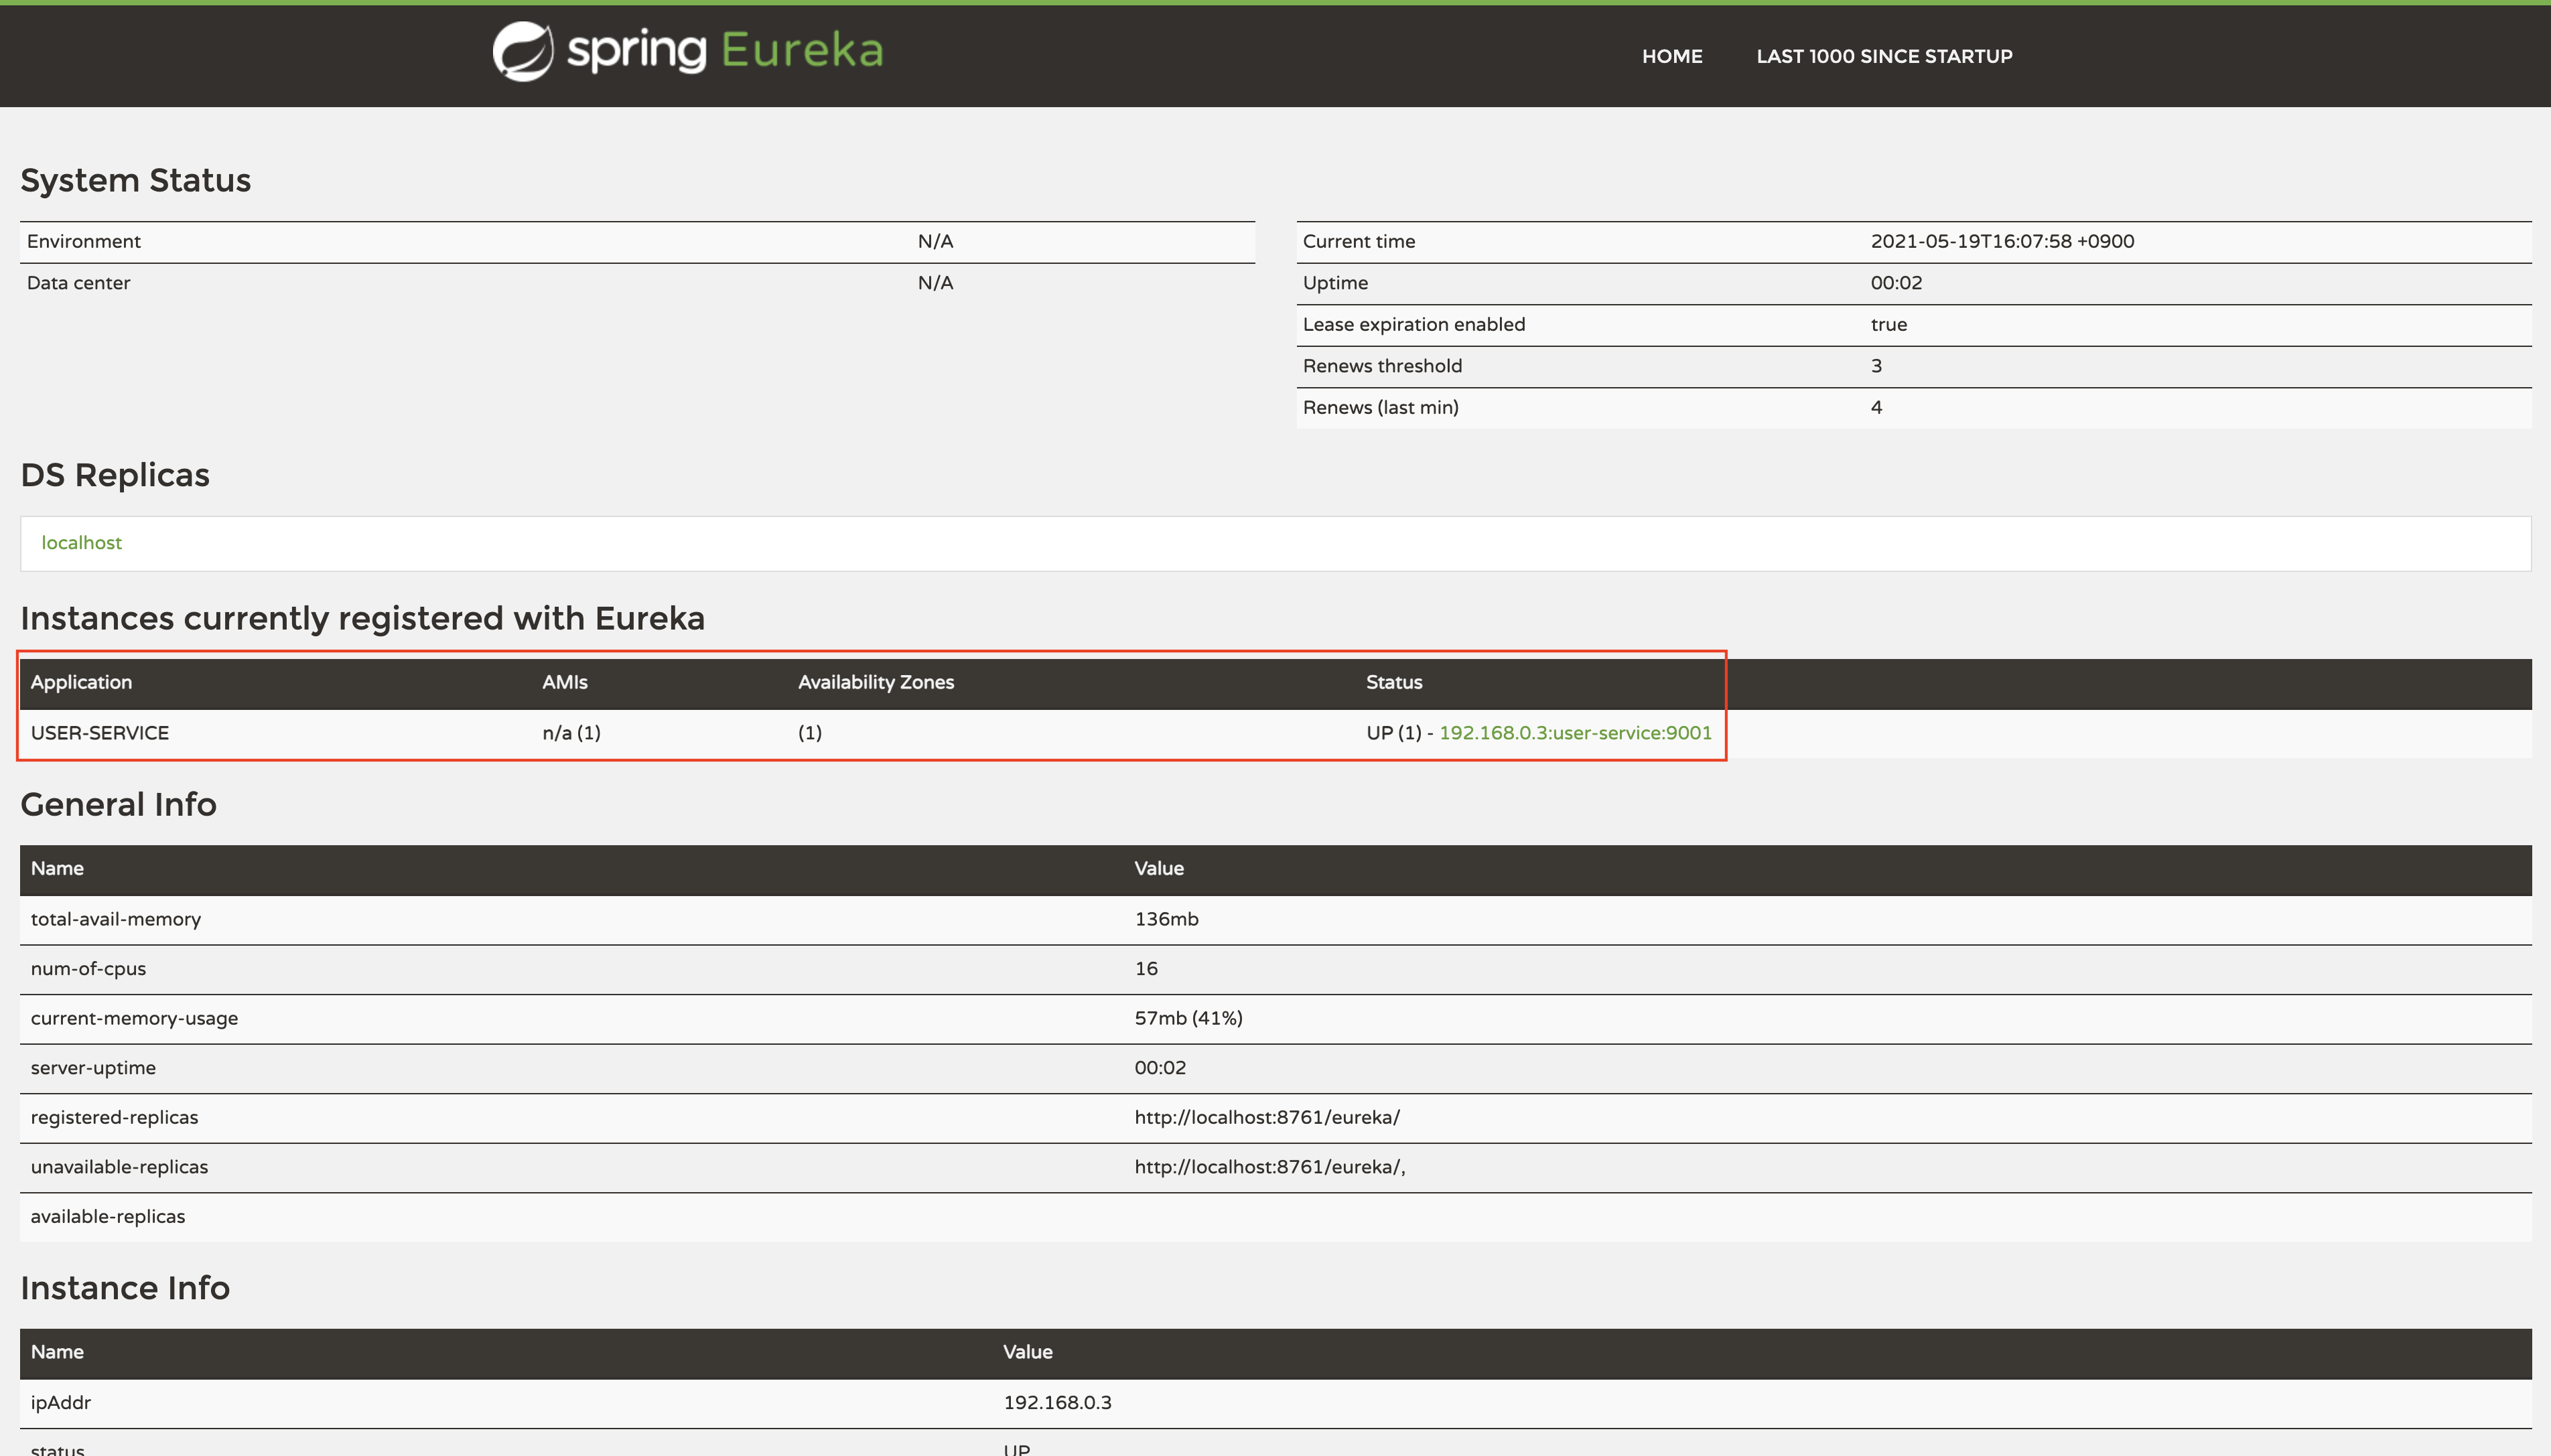 spring Eureka
HOME LAST 1000 SINCE STARTUP
System Status
Environment N/A
Data center N/A
Current time 2021-05-19T16:07:58 +0900
Uptime 00:02
Lease expiration enabled true
Renews threshold 3
Renews (last min) 4
DS Replicas
localhost
Instances currently registered with Eureka
Application AMIs Availability Zones Status
USER-SERVICE n/a (1) (1) UP (1) - 192.168.0.3:user-service:9001
General Info
Name Value
total-avail-memory 136mb
num-of-cpus 16
current-memory-usage 57mb (41%)
server-uptime 00:02
registered-replicas http://localhost:8761/eureka/
unavailable-replicas http://localhost:8761/eureka/,
available-replicas
Instance Info
Name Value
ipAddr 192.168.0.3
status UP